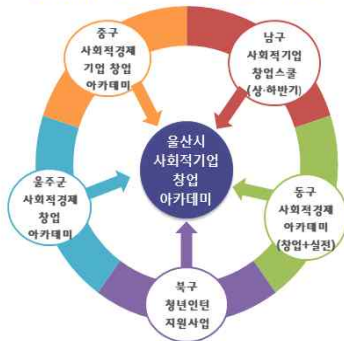 중구
사회적경제
기업 창업
아카데미
남구
사회적기업
창업스쿨
(상·하반기)
울산시
사회적기업
창업
아카데미
울주군
사회적경제
창업
아카데미
동구
사회적경제
아카데미
(창업+실전)
북구
청년인턴
지원사업